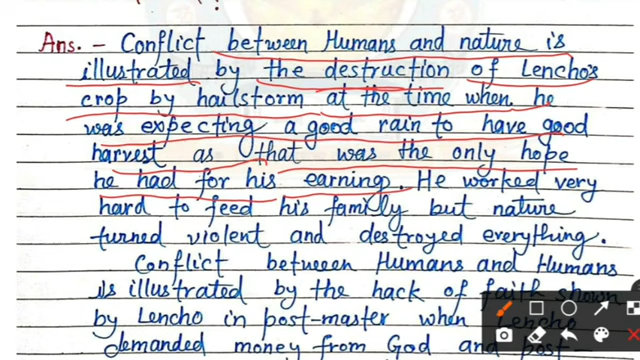 Ans. - Conflict between Humans and nature is
illustrated by the destruction of Lencho's
crop by hailstorm at the time when he
was expecting a good rain to have good
harvest as that was the only hope
he had for his earning. He worked very
hard to feed his family but nature
turned violent and destroyed everything.
Conflict between Humans and Humans
is illustrated by the hack of faith shown
by Lencho in post-master when Lencho
demanded money from God and post